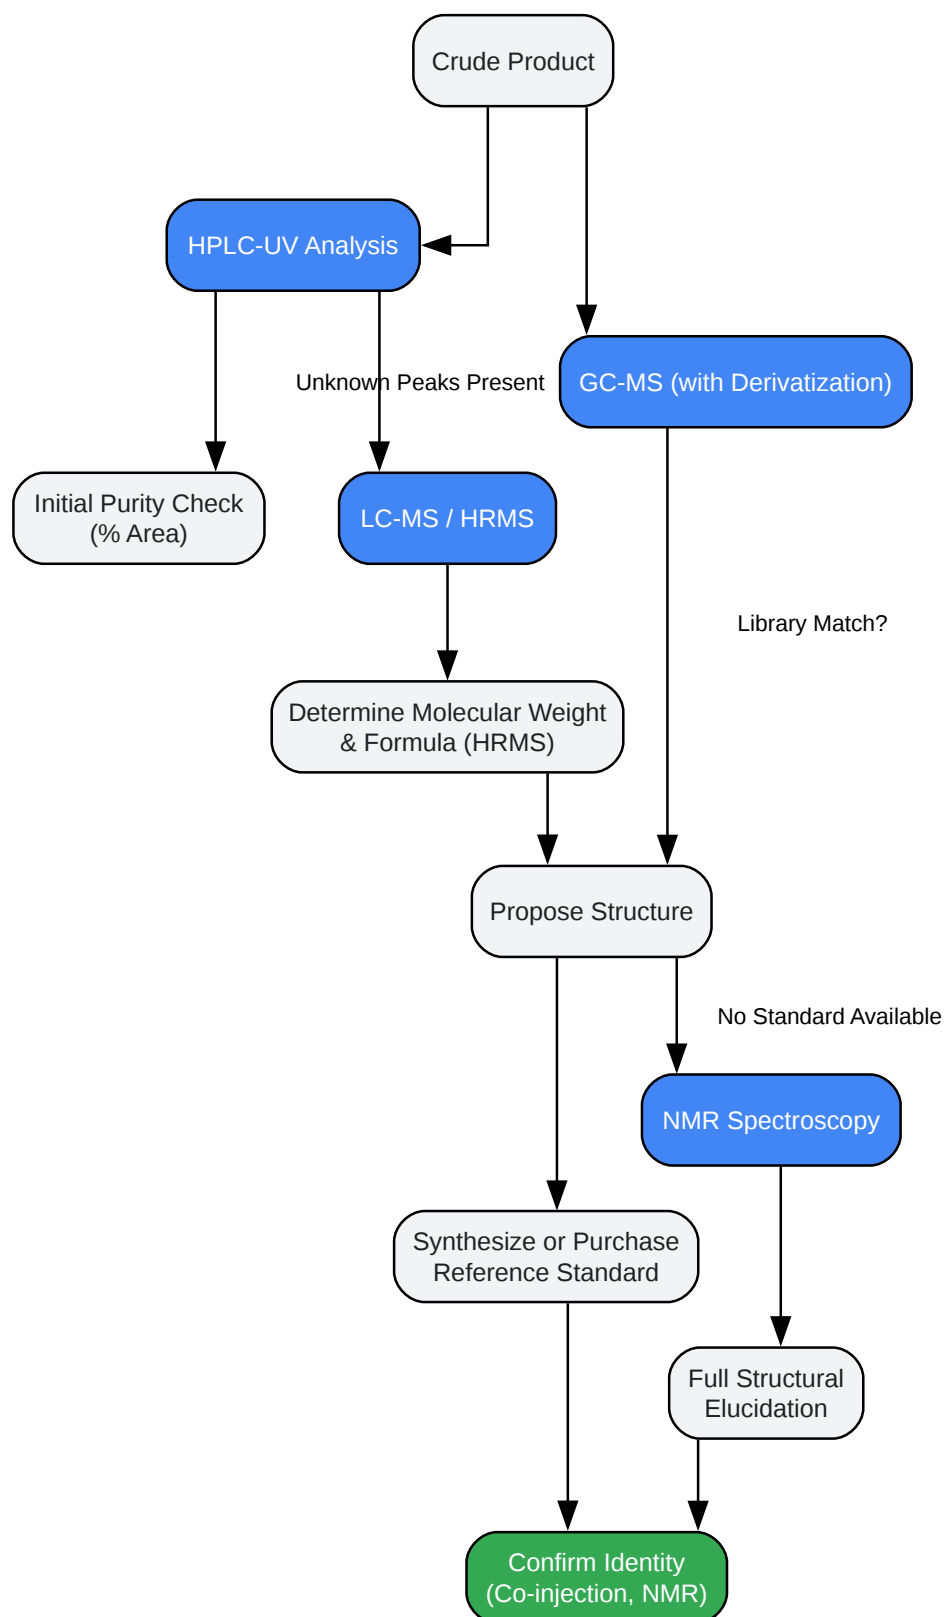 Crude Product
HPLC-UV Analysis
Unknown Peaks Present
GC-MS (with Derivatization)
Initial Purity Check
(% Area)
LC-MS / HRMS
Library Match?
Determine Molecular Weight
& Formula (HRMS)
Propose Structure
No Standard Available
NMR Spectroscopy
Synthesize or Purchase
Reference Standard
Full Structural
Elucidation
Confirm Identity
(Co-injection, NMR)